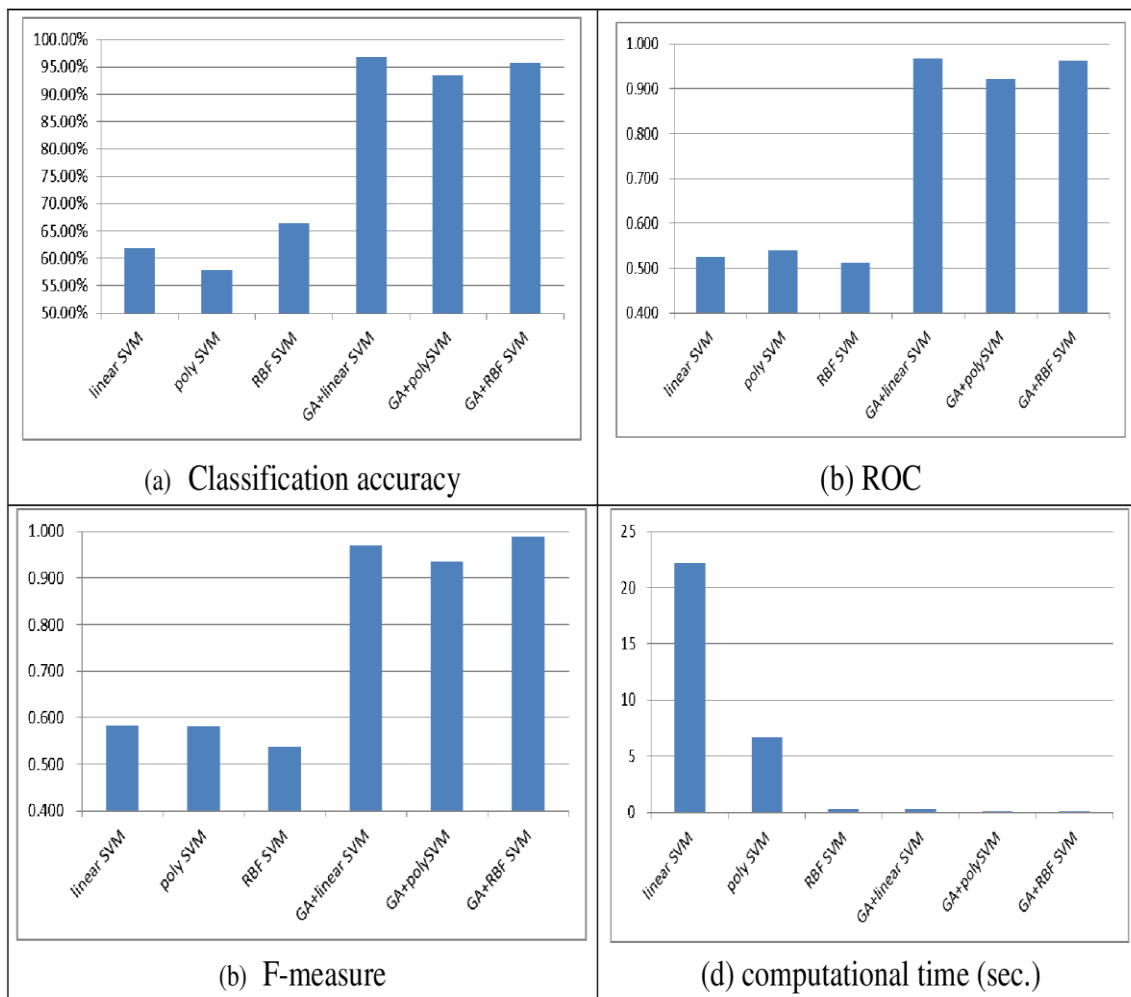 100.00%
95.00%
90.00%
85.00%
80.00%
75.00%
70.00%
65.00%
60.00%
55.00%
50.00%
linear SVM
poly SVM
RBF SVM
GA+linear SVM
GA+polySVM
GA+RBF SVM
(a) Classification accuracy
1.000
0.900
0.800
0.700
0.600
0.500
0.400
linear SVM
poly SVM
RBF SVM
GA+linear SVM
GA+polySVM
GA+RBF SVM
(b) ROC
1.000
0.900
0.800
0.700
0.600
0.500
0.400
linear SVM
poly SVM
RBF SVM
GA+linear SVM
GA+polySVM
GA+RBF SVM
(b) F-measure
25
20
15
10
5
0
linear SVM
poly SVM
RBF SVM
GA+linear SVM
GA+polySVM
GA+RBF SVM
(d) computational time (sec.)